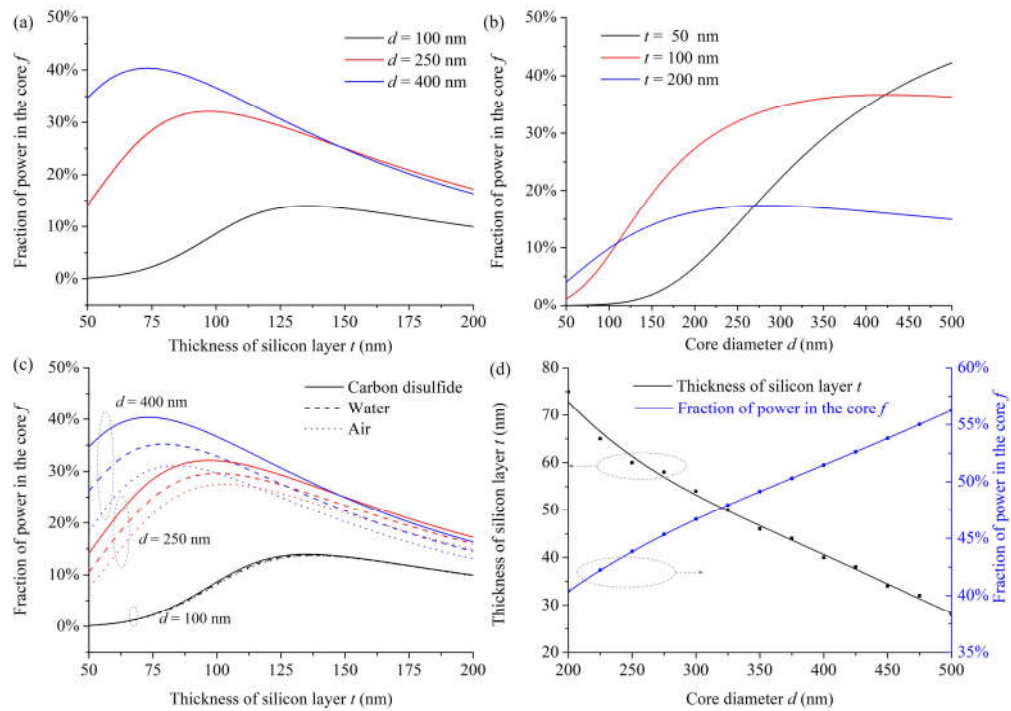 (a)
50%
40%
30%
20%
10%
0%
Fraction of power in the core f
d = 100 nm
d = 250 nm
d = 400 nm
50 75 100 125 150 175 200
Thickness of silicon layer t (nm)
(b)
50%
40%
30%
20%
10%
0%
Fraction of power in the core f
t = 50 nm
t = 100 nm
t = 200 nm
50 100 150 200 250 300 350 400 450 500
Core diameter d (nm)
(c)
50%
40%
30%
20%
10%
0%
Fraction of power in the core f
Carbon disulfide
Water
Air
d = 400 nm
d = 250 nm
d = 100 nm
50 75 100 125 150 175 200
Thickness of silicon layer t (nm)
(d)
80
70
60
50
40
30
20
Thickness of silicon layer t (nm)
Thickness of silicon layer t
Fraction of power in the core f
60%
55%
50%
45%
40%
35%
Fraction of power in the core f
200 250 300 350 400 450 500
Core diameter d (nm)